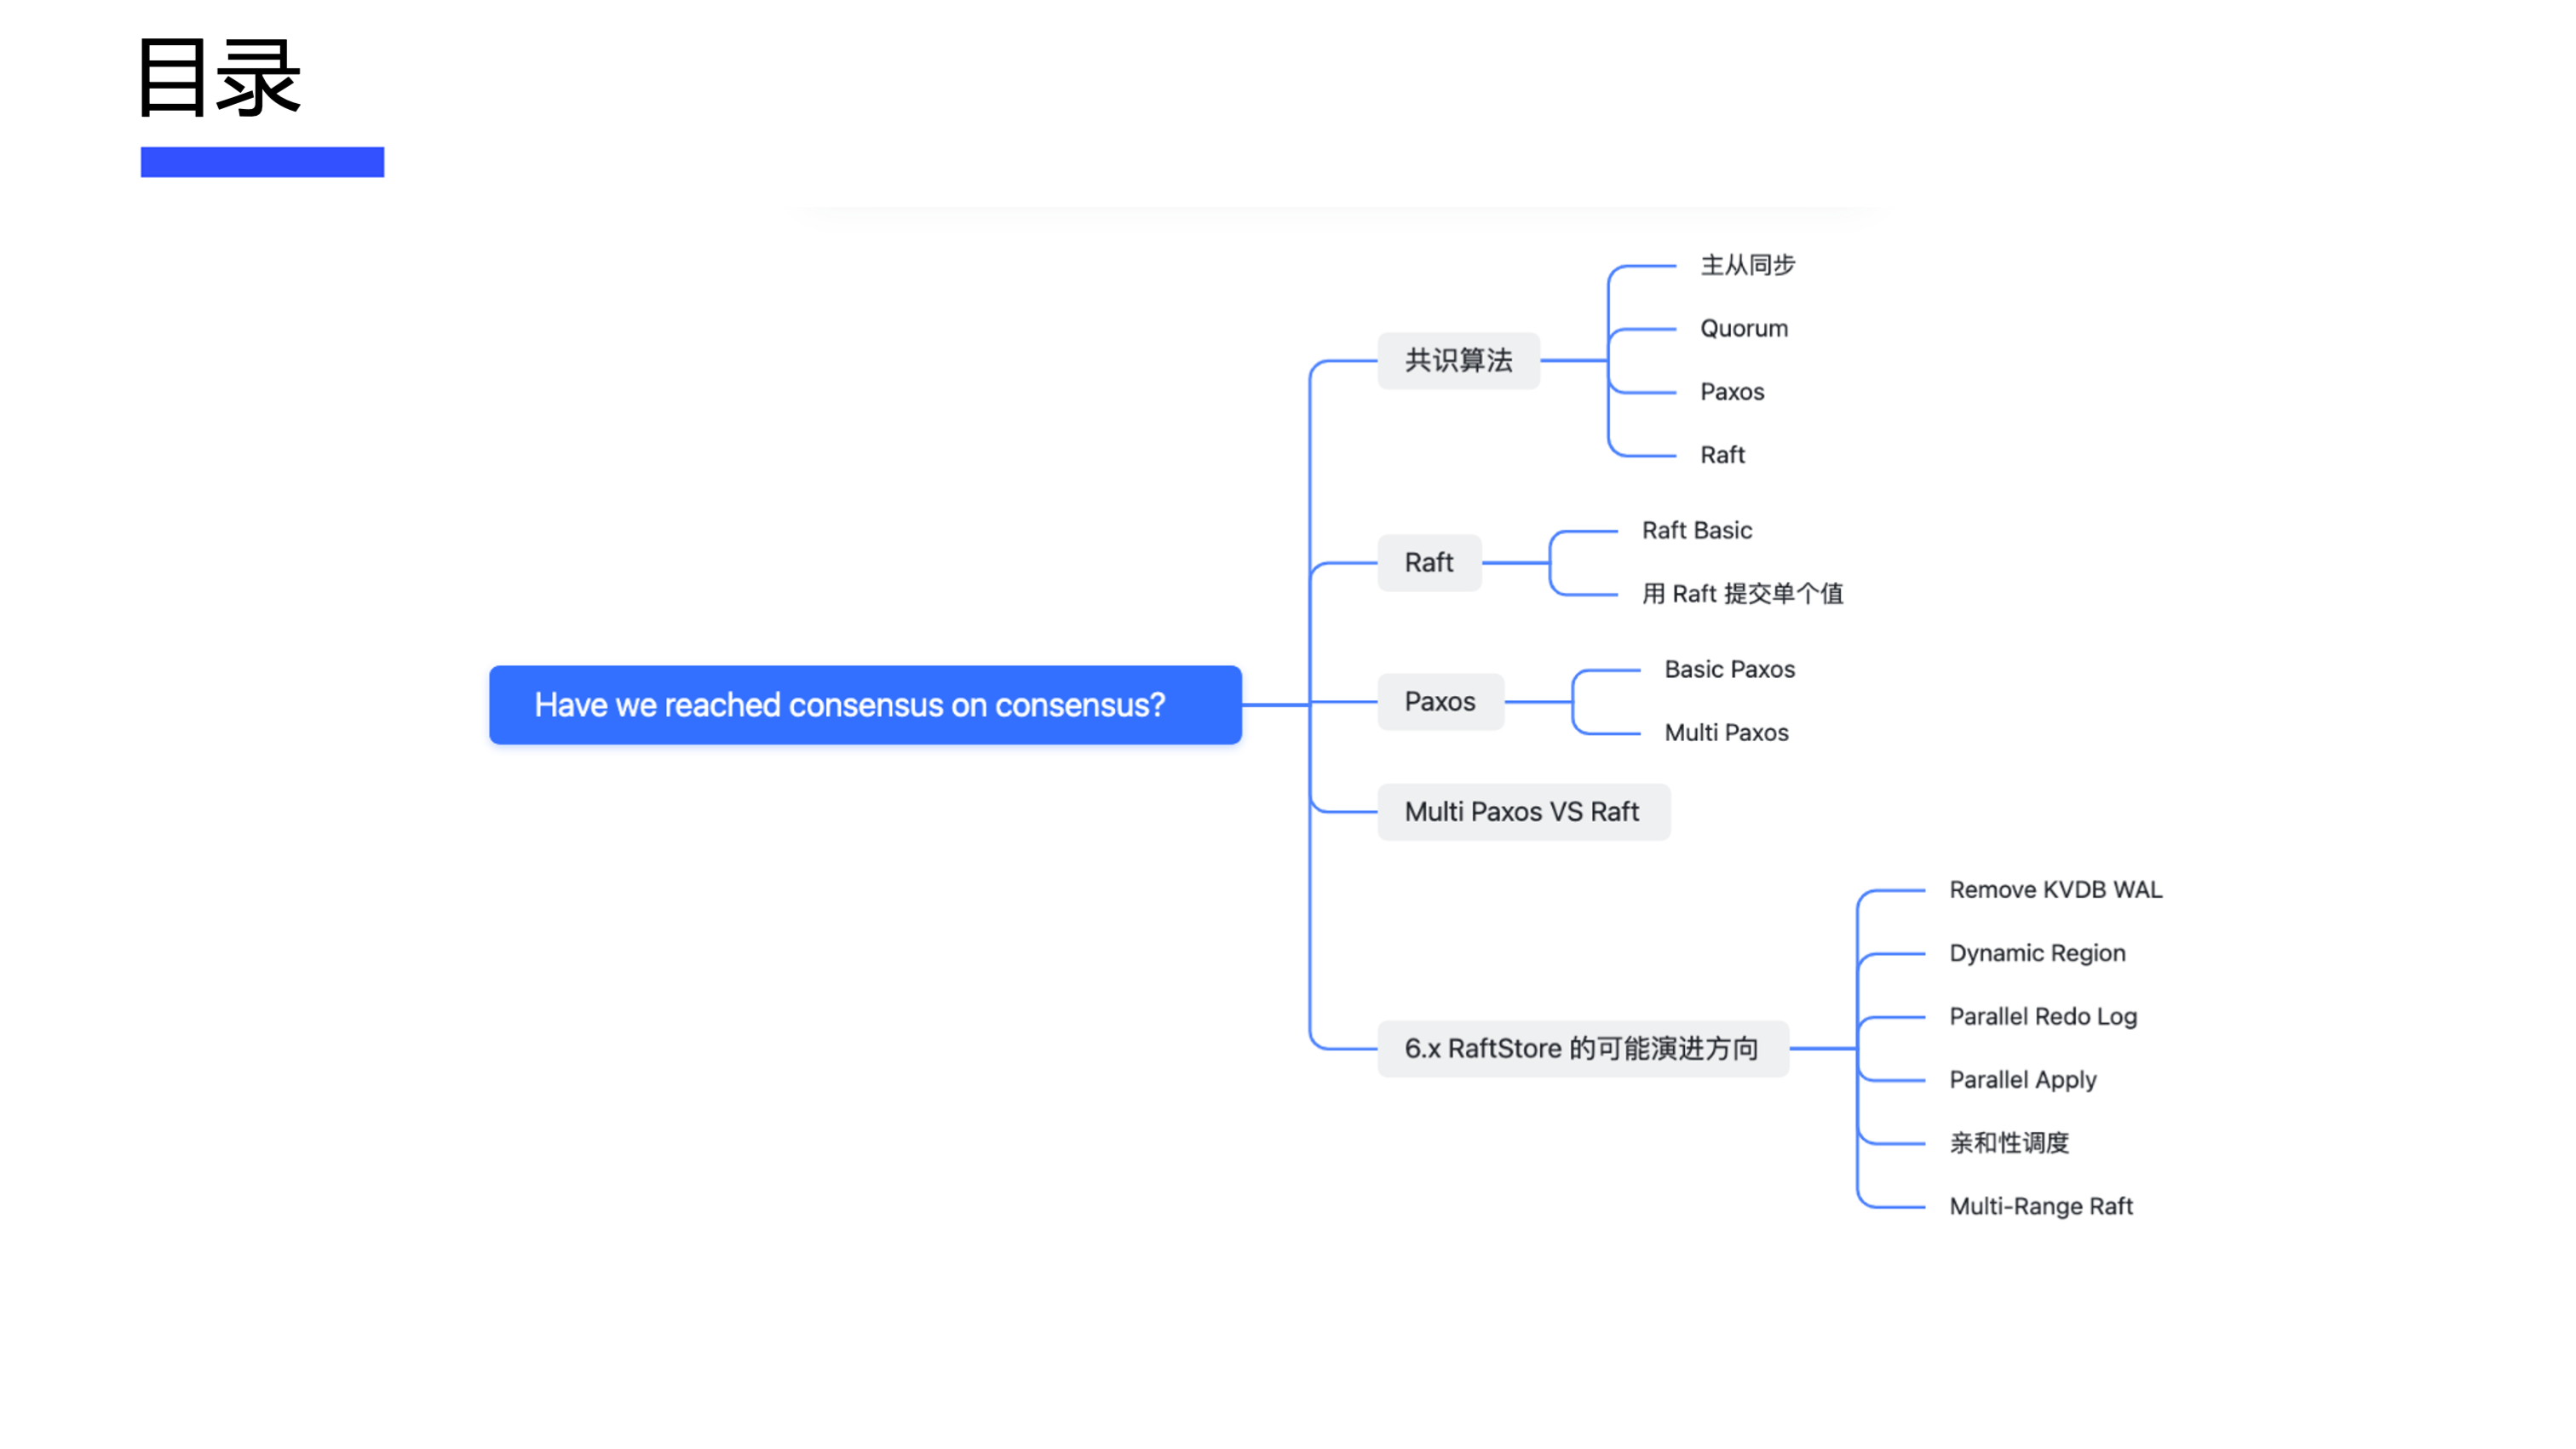 目录
Have we reached consensus on consensus?
共识算法
主从同步
Quorum
Paxos
Raft
Raft
Raft Basic
用 Raft 提交单个值
Paxos
Basic Paxos
Multi Paxos
Multi Paxos VS Raft
6.x RaftStore 的可能演进方向
Remove KVDB WAL
Dynamic Region
Parallel Redo Log
Parallel Apply
亲和性调度
Multi-Range Raft